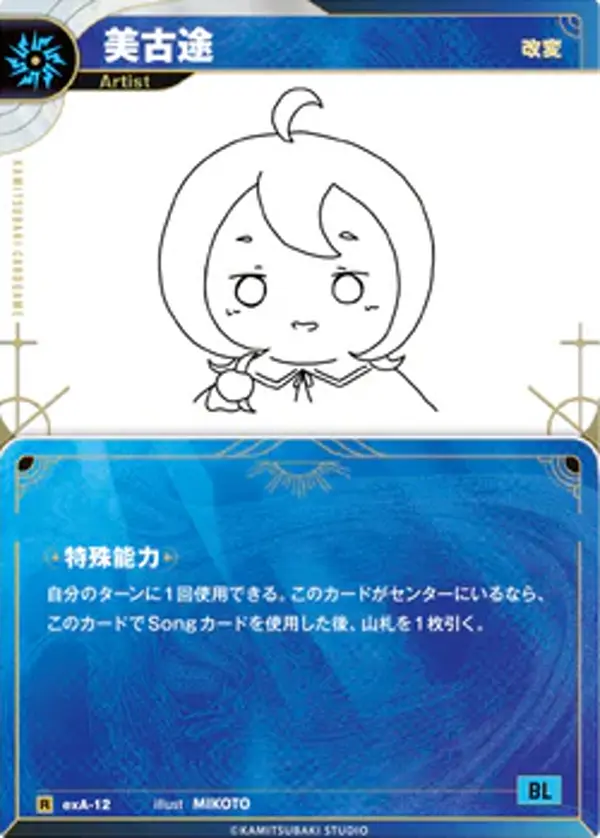 美古途
改変
Artist
KAMITSUBAKI CARDGAME
特殊能力
自分のターンに1回使用できる。このカードがセンターにいるなら、
このカードでSongカードを使用した後、山札を1枚引く。
BL
R exA-12 illust MIKOTO
©KAMITSUBAKI STUDIO